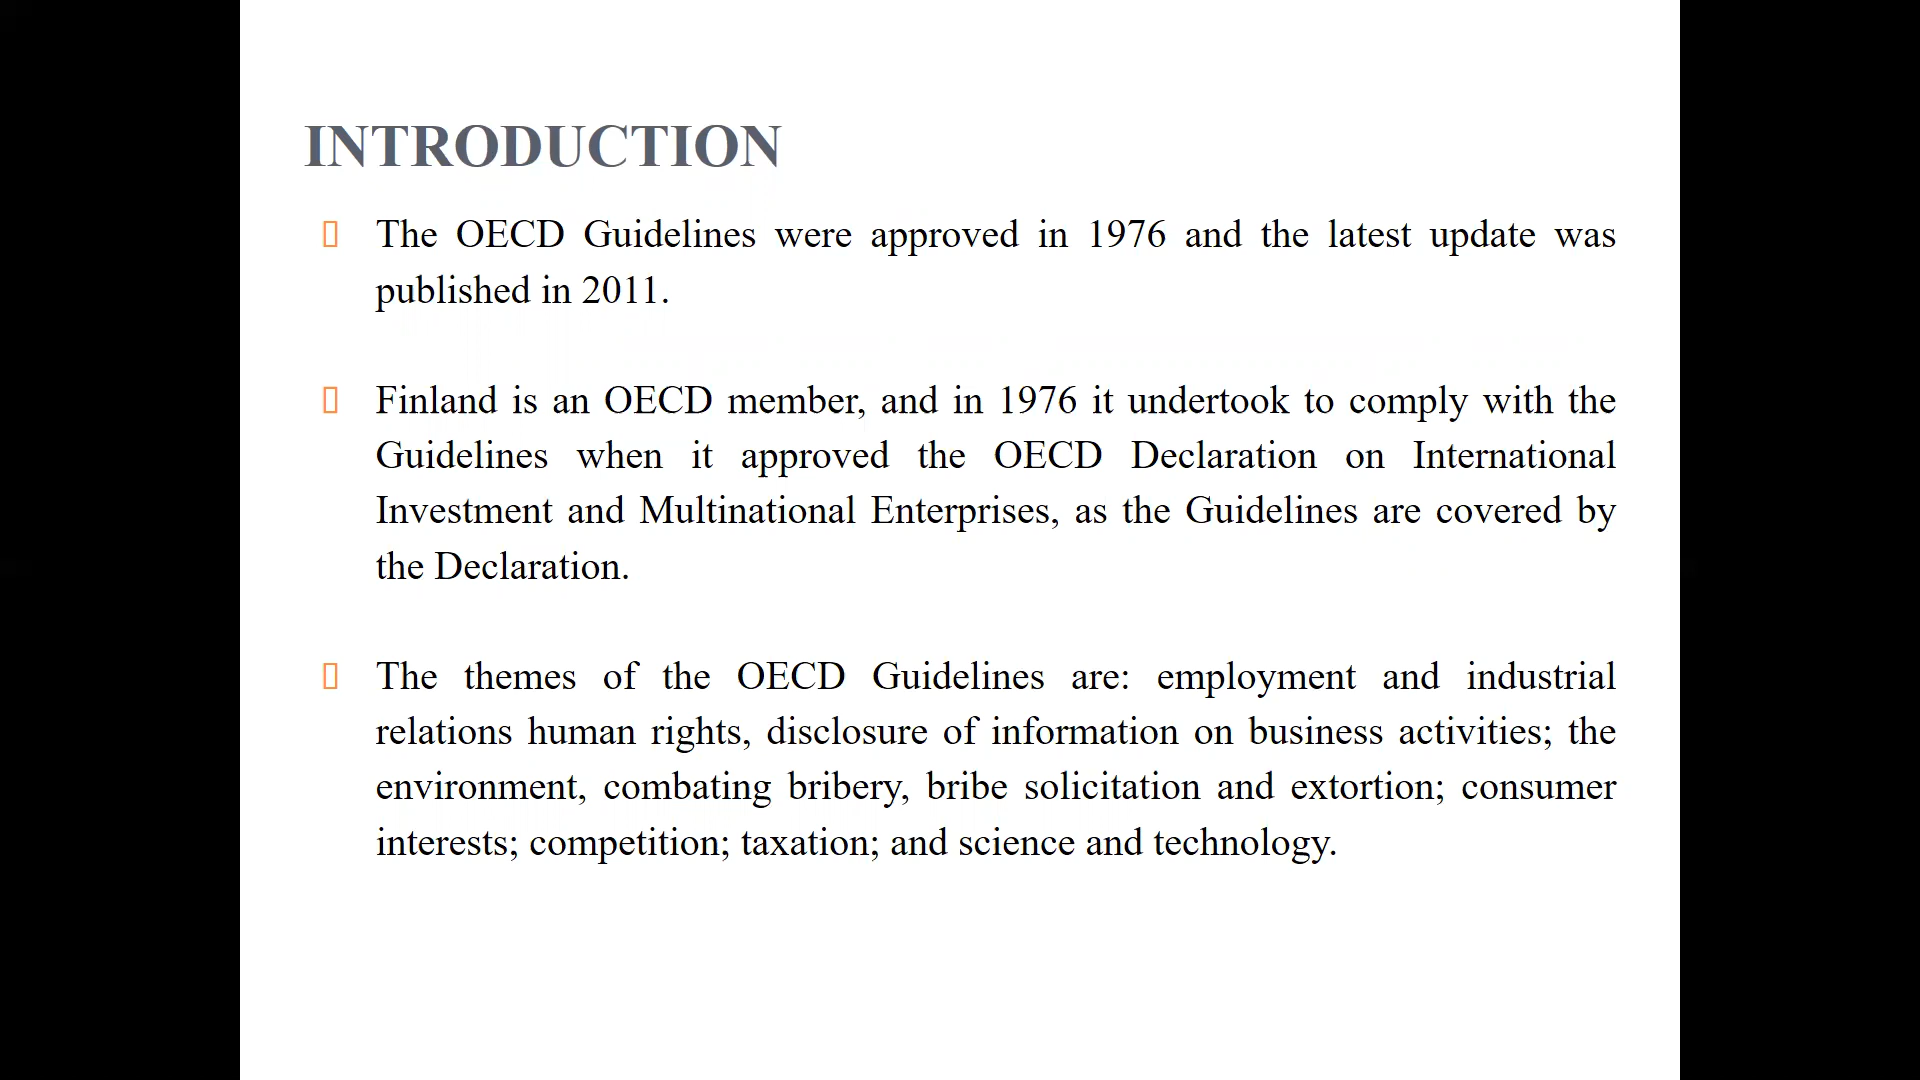 INTRODUCTION
The OECD Guidelines were approved in 1976 and the latest update was
published in 2011.
Finland is an OECD member, and in 1976 it undertook to comply with the
Guidelines when it approved the OECD Declaration on International
Investment and Multinational Enterprises, as the Guidelines are covered by
the Declaration.
The themes of the OECD Guidelines are: employment and industrial
relations human rights, disclosure of information on business activities; the
environment, combating bribery, bribe solicitation and extortion; consumer
interests; competition; taxation; and science and technology.